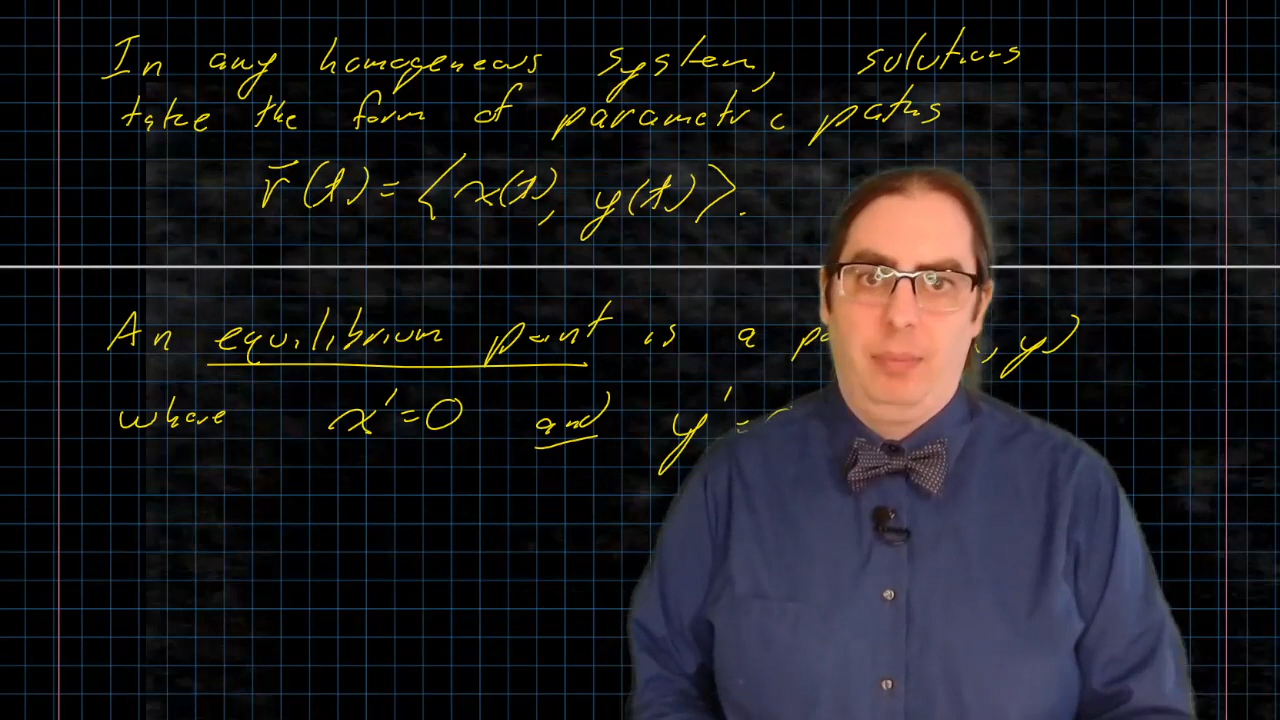 In any homogeneous system, solutions
take the form of parametric paths
r⃗(t) = ⟨x(t), y(t)⟩.
An equilibrium point is a , y)
where x' = 0 and y' =